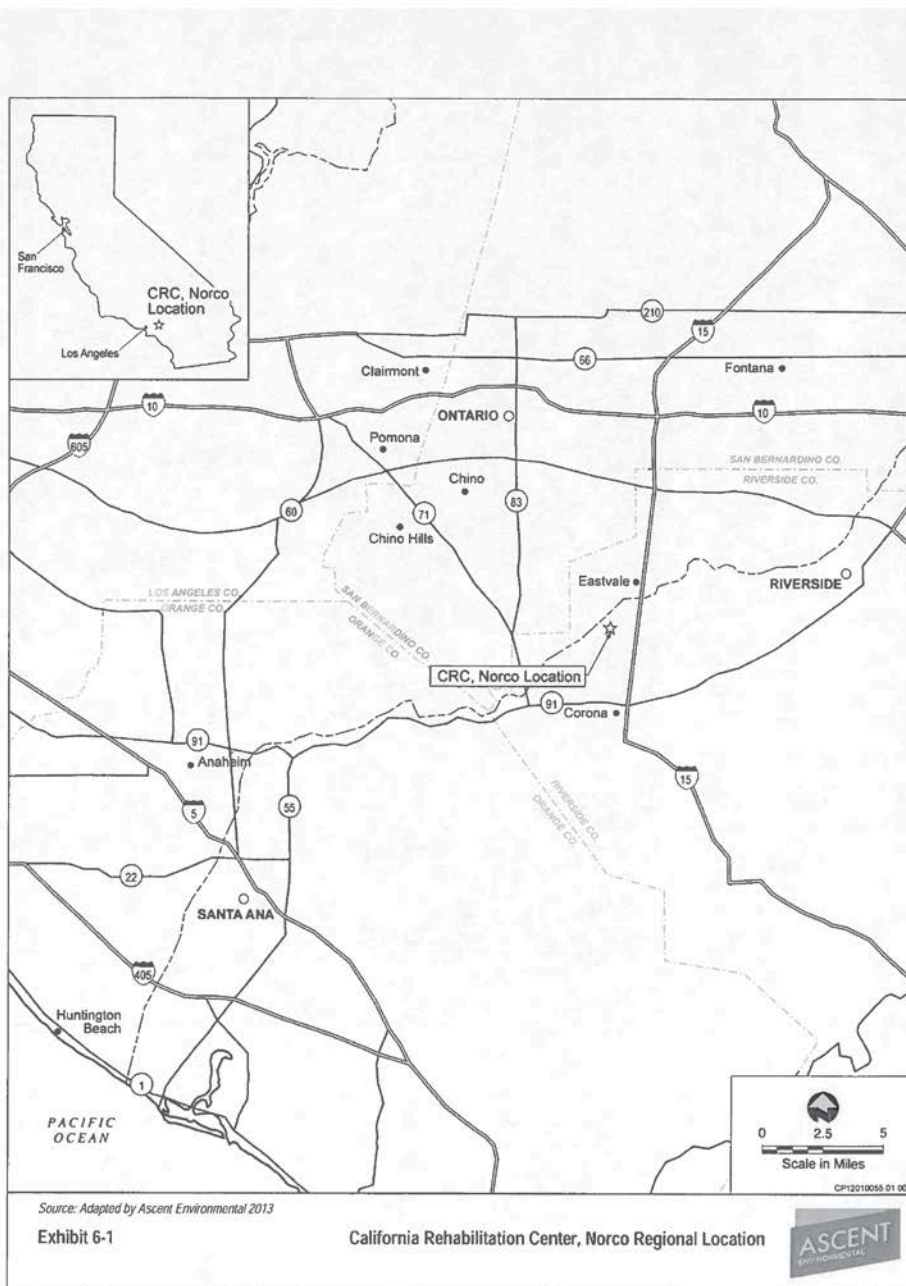 San
Francisco
CRC, Norco
Location
Los Angeles
210
15
66
Clairmont
Fontana
10
ONTARIO
10
605
Pomona
SAN BERNARDINO CO.
RIVERSIDE CO.
Chino
60
71
83
Chino Hills
Eastvale
RIVERSIDE
LOS ANGELES CO.
ORANGE CO.
SAN BERNARDINO CO.
ORANGE CO.
CRC, Norco Location
91
Corona
91
Anaheim
15
5
55
RIVERSIDE CO.
ORANGE CO.
22
SANTA ANA
405
Huntington
Beach
1
PACIFIC
OCEAN
0 2.5 5
Scale in Miles
CP12010055 01 00
Source: Adapted by Ascent Environmental 2013
Exhibit 6-1
California Rehabilitation Center, Norco Regional Location
ASCENT
ENVIRONMENTAL